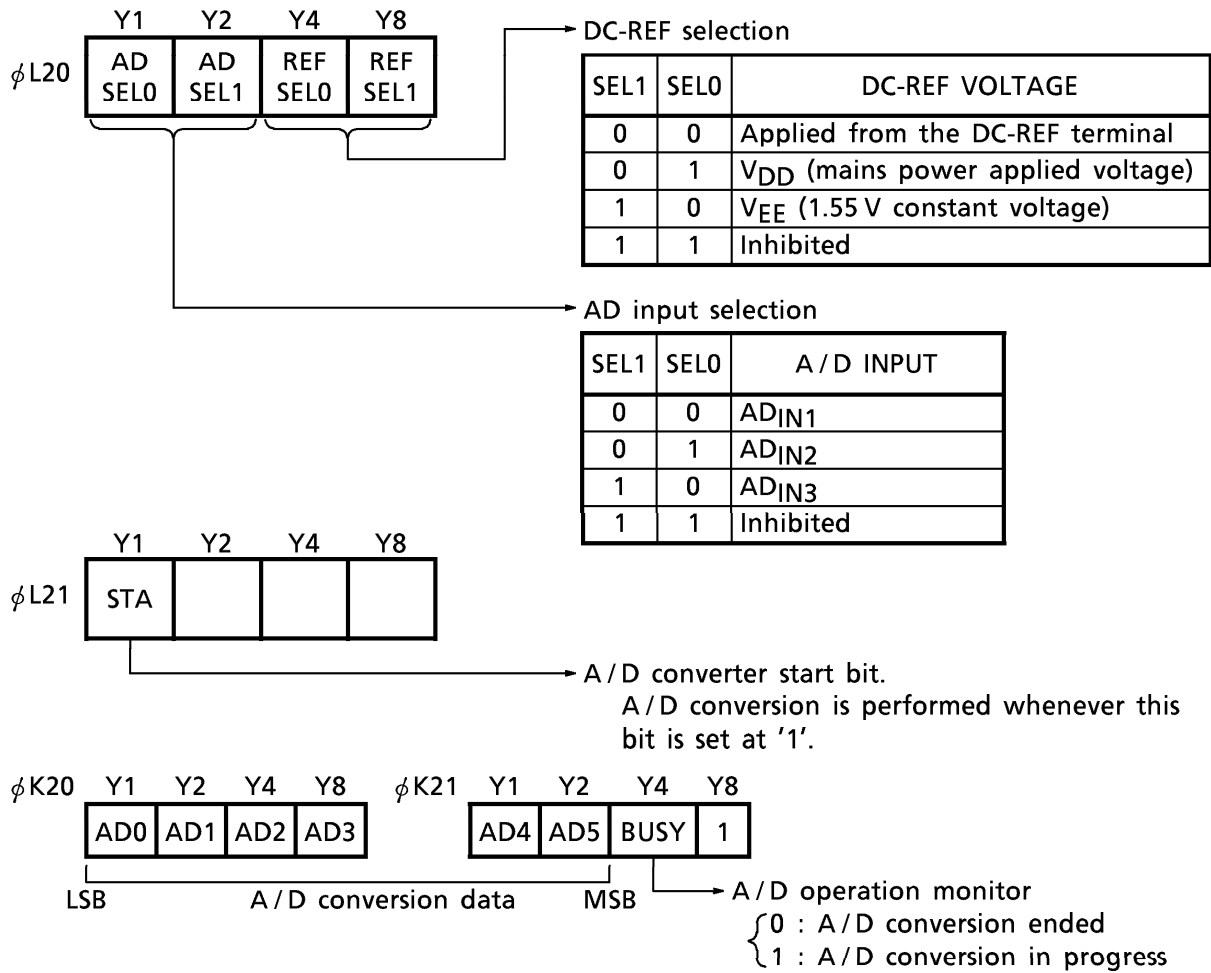 Y1 Y2 Y4 Y8
φL20 AD SEL0 AD SEL1 REF SEL0 REF SEL1
DC-REF selection
SEL1 SEL0 DC-REF VOLTAGE
0 0 Applied from the DC-REF terminal
0 1 VDD (mains power applied voltage)
1 0 VEE (1.55 V constant voltage)
1 1 Inhibited
AD input selection
SEL1 SEL0 A / D INPUT
0 0 ADIN1
0 1 ADIN2
1 0 ADIN3
1 1 Inhibited
Y1 Y2 Y4 Y8
φL21 STA
A / D converter start bit.
A / D conversion is performed whenever this
bit is set at '1'.
φK20 Y1 Y2 Y4 Y8 φK21 Y1 Y2 Y4 Y8
AD0 AD1 AD2 AD3 AD4 AD5 BUSY 1
LSB A / D conversion data MSB
A / D operation monitor
0 : A / D conversion ended
1 : A / D conversion in progress